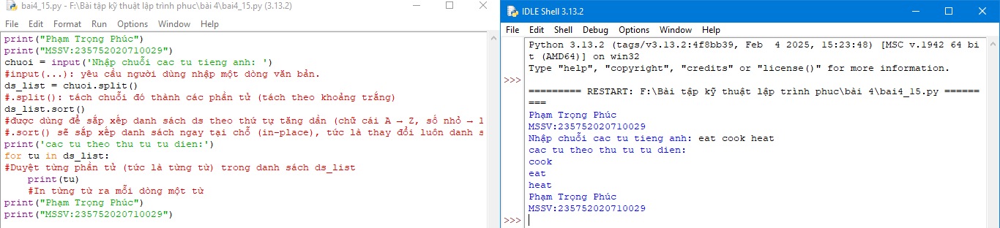 bai4_15.py - F:\Bài tập kỹ thuật lập trình phuc\bài 4\bai4_15.py (3.13.2)
File Edit Format Run Options Window Help
print("Phạm Trọng Phúc")
print("MSSV:235752020710029")
chuoi = input('Nhập chuỗi cac tu tieng anh: ')
#input(...): yêu cầu người dùng nhập một dòng văn bản.
ds_list = chuoi.split()
#.split(): tách chuỗi đó thành các phần tử (tách theo khoảng trắng)
ds_list.sort()
#được dùng để sắp xếp danh sách ds theo thứ tự tăng dần (chữ cái A → Z, số nhỏ → l
#.sort() sẽ sắp xếp danh sách ngay tại chỗ (in-place), tức là thay đổi luôn danh s
print('cac tu theo thu tu tu dien:')
for tu in ds_list:
#Duyệt từng phần tử (tức là từng từ) trong danh sách ds_list
    print(tu)
    #In từng từ ra mỗi dòng một từ
print("Phạm Trọng Phúc")
print("MSSV:235752020710029")
IDLE Shell 3.13.2
File Edit Shell Debug Options Window Help
Python 3.13.2 (tags/v3.13.2:4f8bb39, Feb  4 2025, 15:23:48) [MSC v.1942 64 bi
t (AMD64)] on win32
Type "help", "copyright", "credits" or "license()" for more information.
>>>
========= RESTART: F:\Bài tập kỹ thuật lập trình phuc\bài 4\bai4_15.py ======
===
Phạm Trọng Phúc
MSSV:235752020710029
Nhập chuỗi cac tu tieng anh: eat cook heat
cac tu theo thu tu tu dien:
cook
eat
heat
Phạm Trọng Phúc
MSSV:235752020710029
>>>